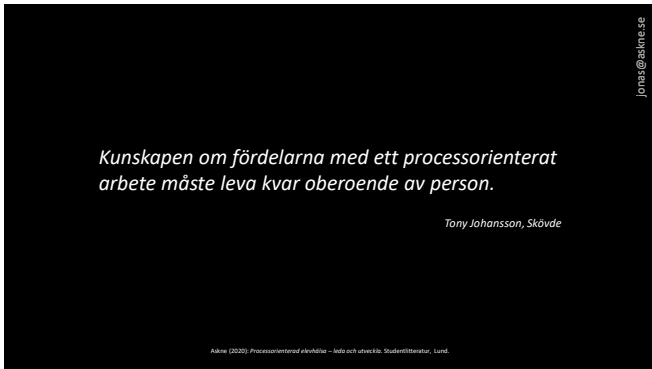 jonas@askne.se
Kunskapen om fördelarna med ett processorienterat
arbete måste leva kvar oberoende av person.
Tony Johansson, Skövde
Askne (2020): Processorienterad elevhälsa – leda och utveckla. Studentlitteratur, Lund.